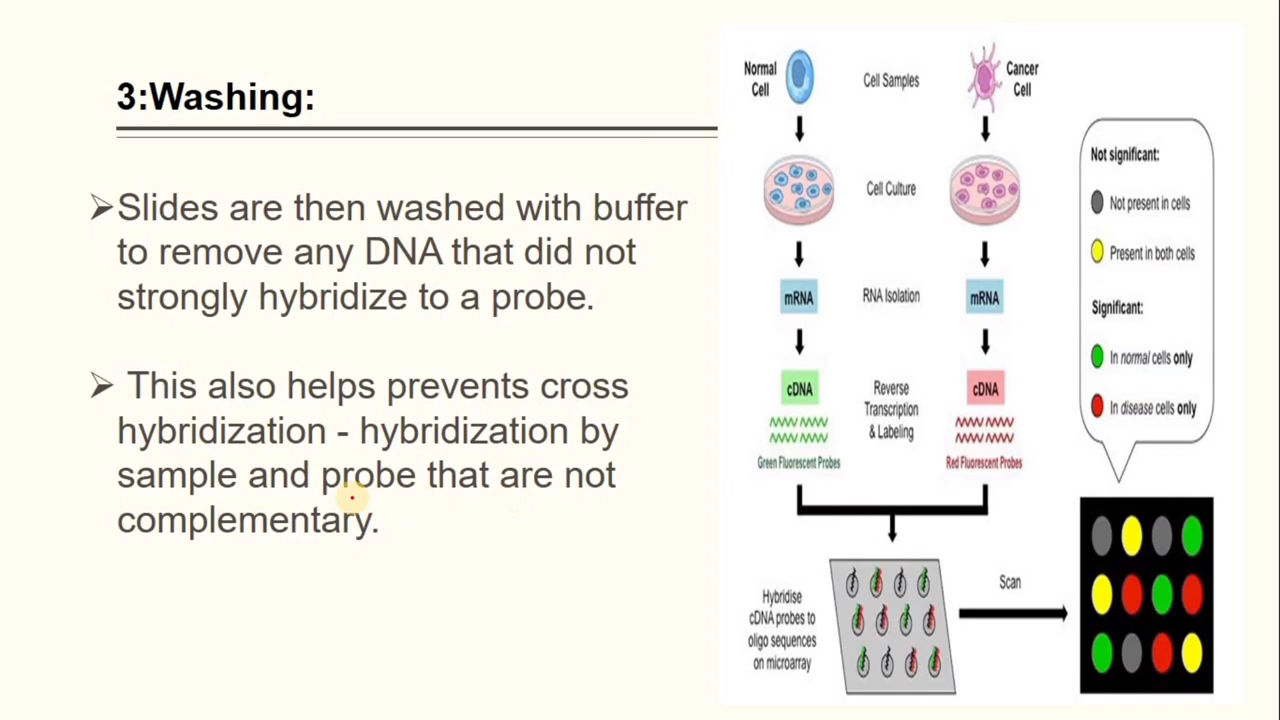 3:Washing:
➢Slides are then washed with buffer
to remove any DNA that did not
strongly hybridize to a probe.
➢ This also helps prevents cross
hybridization - hybridization by
sample and probe that are not
complementary.
Normal
Cell
Cell Samples
Cancer
Cell
Cell Culture
mRNA
RNA Isolation
mRNA
cDNA
Reverse
Transcription
& Labeling
cDNA
Green Fluorescent Probes
Red Fluorescent Probes
Hybridise
cDNA probes to
oligo sequences
on microarray
Scan
Not significant:
Not present in cells
Present in both cells
Significant:
In normal cells only
In disease cells only